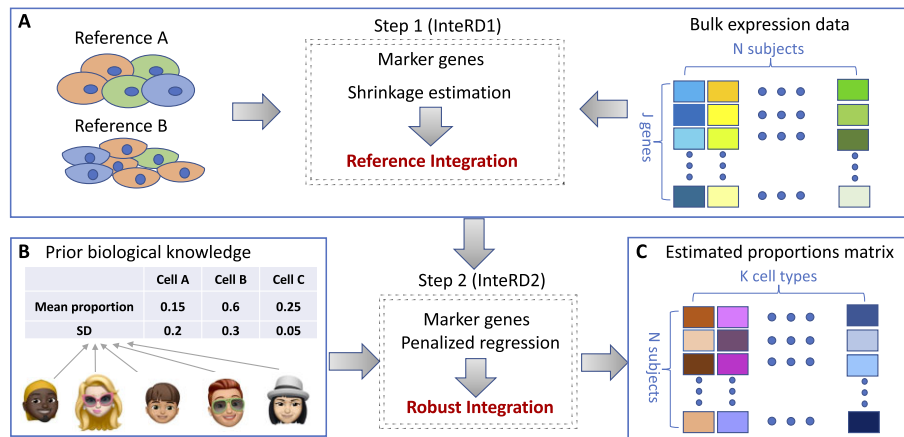 A
Step 1 (InteRD1)
Bulk expression data
Reference A
N subjects
Marker genes
Shrinkage estimation
J genes
Reference B
Reference Integration
B Prior biological knowledge
Cell A Cell B Cell C
Mean proportion 0.15 0.6 0.25
SD 0.2 0.3 0.05
Step 2 (InteRD2)
Marker genes
Penalized regression
Robust Integration
C Estimated proportions matrix
K cell types
N subjects